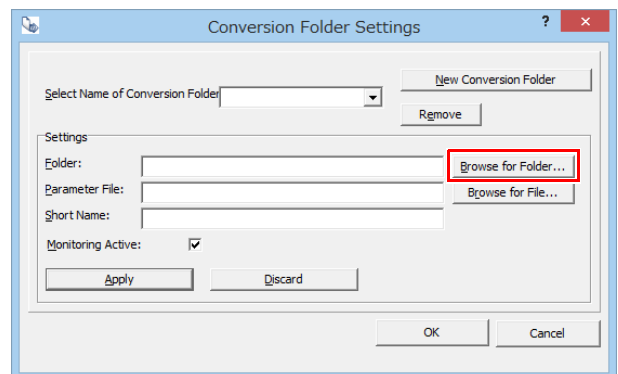 Conversion Folder Settings
?
×
New Conversion Folder
Select Name of Conversion Folder
Remove
Settings
Folder:
Browse for Folder...
Parameter File:
Browse for File...
Short Name:
Monitoring Active:
Apply
Discard
OK
Cancel